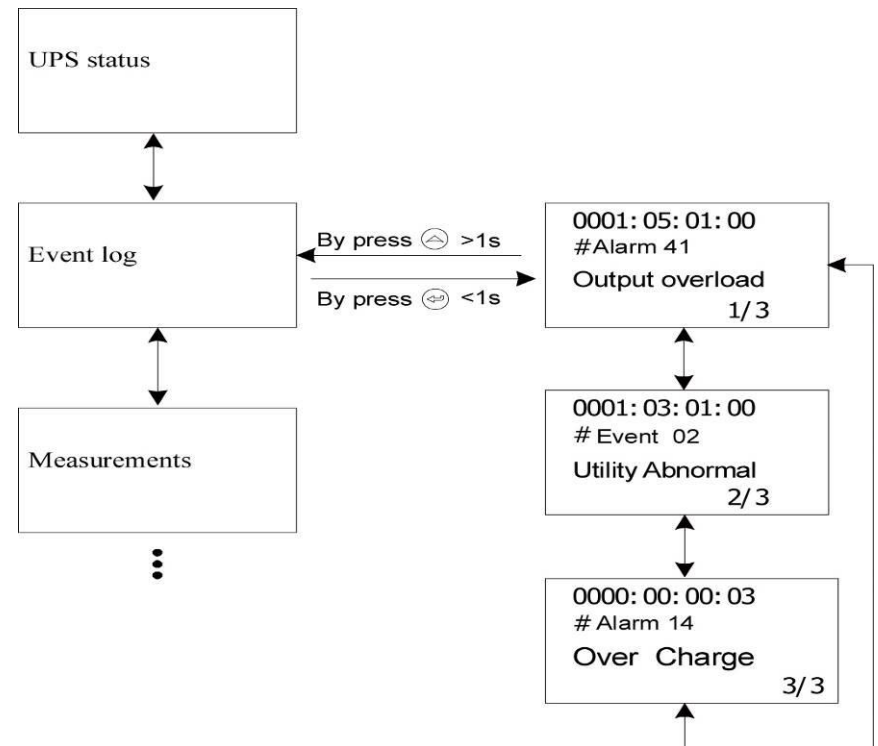 UPS status
Event log
By press >1s
By press <1s
0001:05:01:00
#Alarm 41
Output overload
1/3
Measurements
0001:03:01:00
# Event 02
Utility Abnormal
2/3
0000:00:00:03
# Alarm 14
Over Charge
3/3